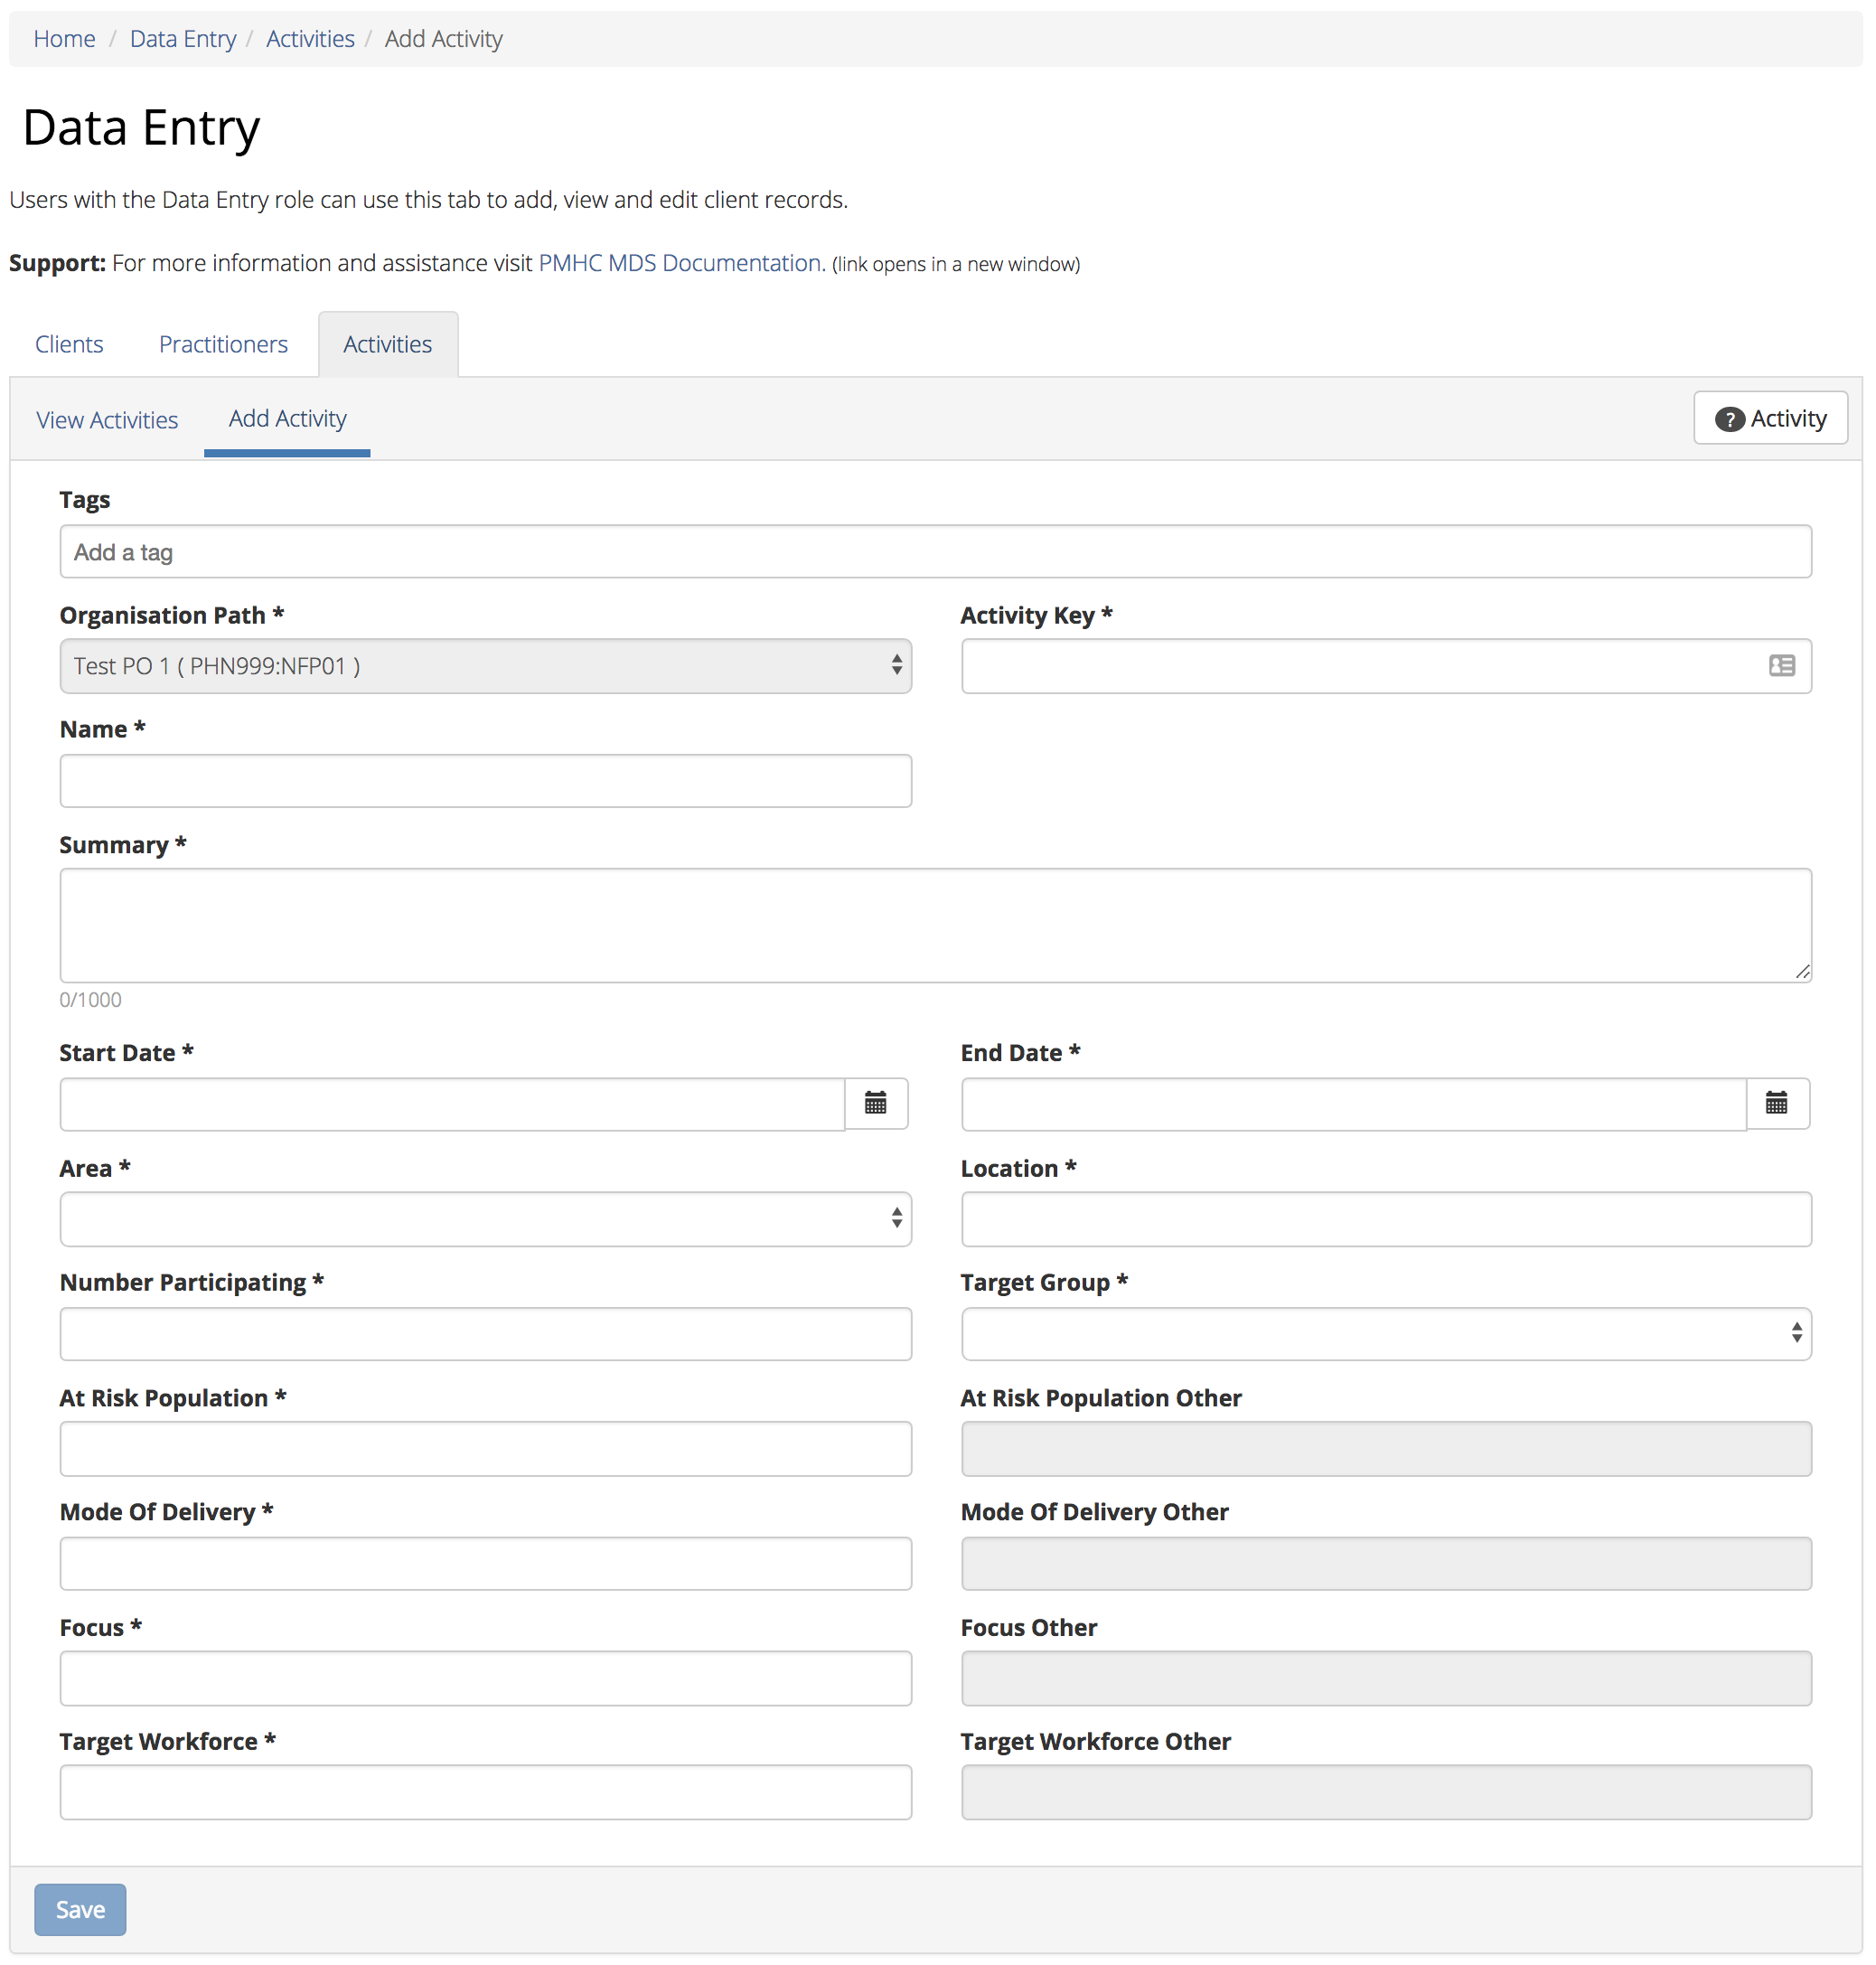 Home / Data Entry / Activities / Add Activity
Data Entry
Users with the Data Entry role can use this tab to add, view and edit client records.
Support: For more information and assistance visit PMHC MDS Documentation. (link opens in a new window)
Clients Practitioners Activities
View Activities Add Activity ? Activity
Tags
Add a tag
Organisation Path * Activity Key *
Test PO 1 ( PHN999:NFP01 )
Name *
Summary *
0/1000
Start Date * End Date *
Area * Location *
Number Participating * Target Group *
At Risk Population * At Risk Population Other
Mode Of Delivery * Mode Of Delivery Other
Focus * Focus Other
Target Workforce * Target Workforce Other
Save